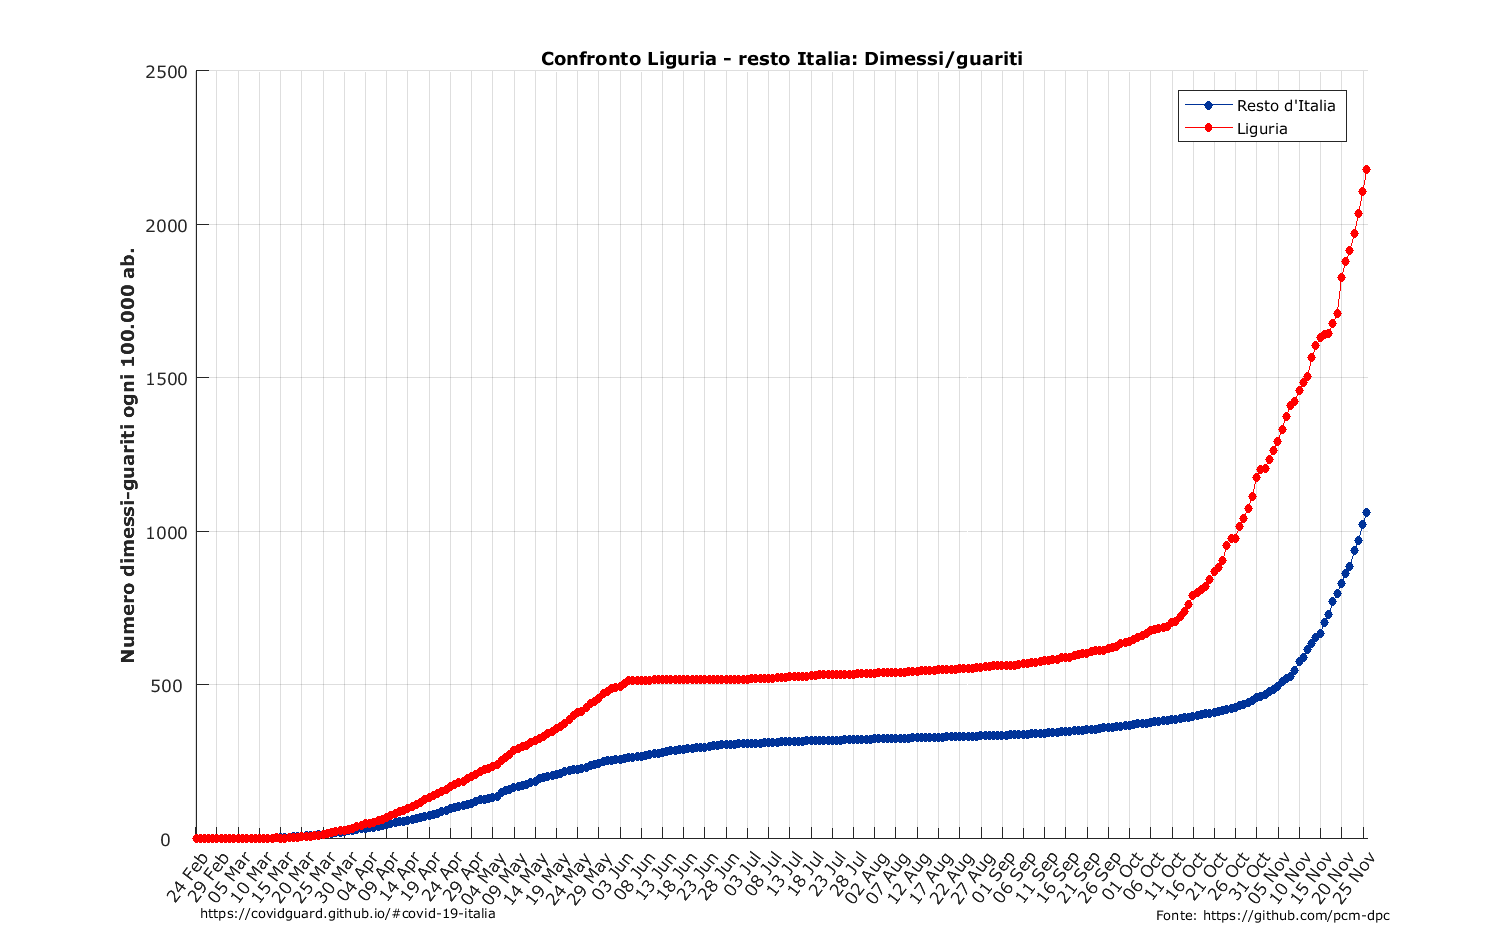 Confronto Liguria - resto Italia: Dimessi/guariti
Resto d'Italia
Liguria
Numero dimessi-guariti ogni 100.000 ab.
2500
2000
1500
1000
500
0
24 Feb
29 Feb
05 Mar
10 Mar
15 Mar
20 Mar
25 Mar
30 Mar
04 Apr
09 Apr
14 Apr
19 Apr
24 Apr
29 Apr
04 May
09 May
14 May
19 May
24 May
29 May
03 Jun
08 Jun
13 Jun
18 Jun
23 Jun
28 Jun
03 Jul
08 Jul
13 Jul
18 Jul
23 Jul
28 Jul
02 Aug
07 Aug
12 Aug
17 Aug
22 Aug
27 Aug
01 Sep
06 Sep
11 Sep
16 Sep
21 Sep
26 Sep
01 Oct
06 Oct
11 Oct
16 Oct
21 Oct
26 Oct
31 Oct
05 Nov
10 Nov
15 Nov
20 Nov
25 Nov
https://covidguard.github.io/#covid-19-italia
Fonte: https://github.com/pcm-dpc